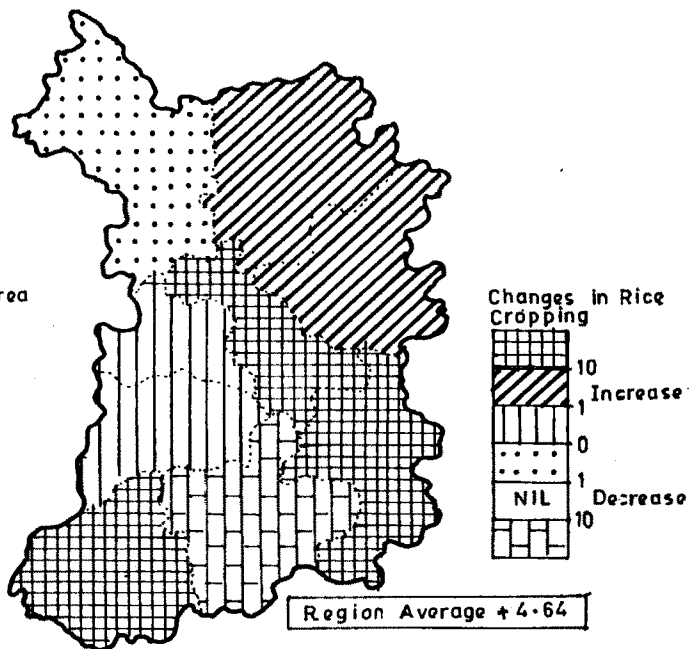 rea
Changes in Rice
Cropping
10
Increase
1
0
1
NIL Decrease
10
Region Average + 4·64